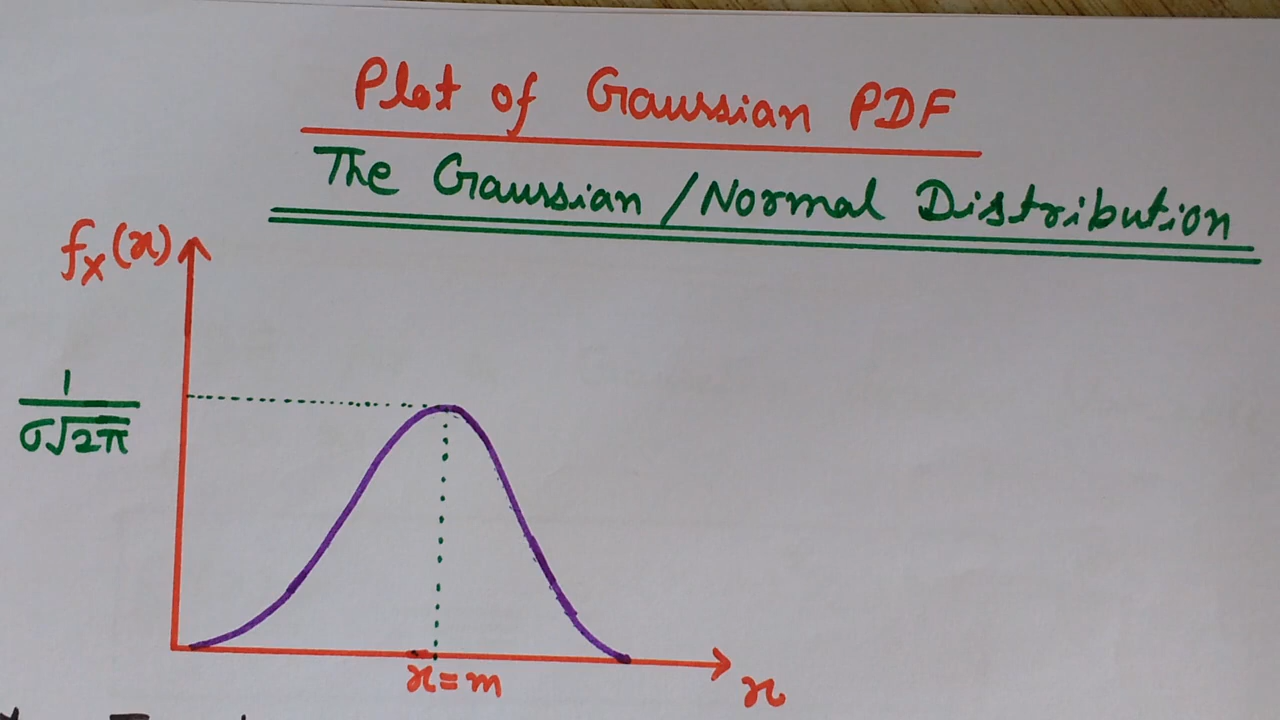 Plot of Gaussian PDF
The Gaussian/Normal Distribution
fₓ(x)
1/σ√2π
x=m
x